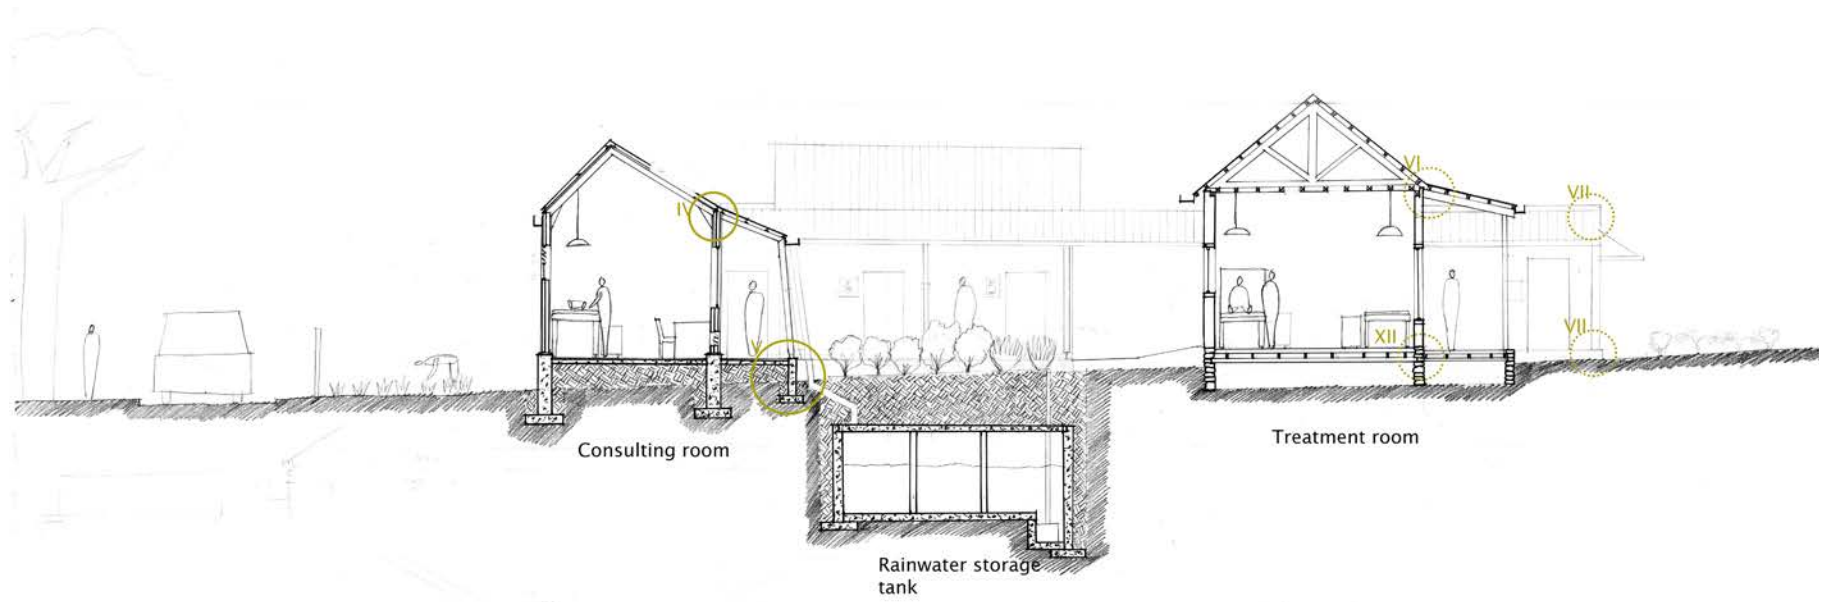 IV
V
VI
VII
XII
VII
Consulting room
Treatment room
Rainwater storage
tank